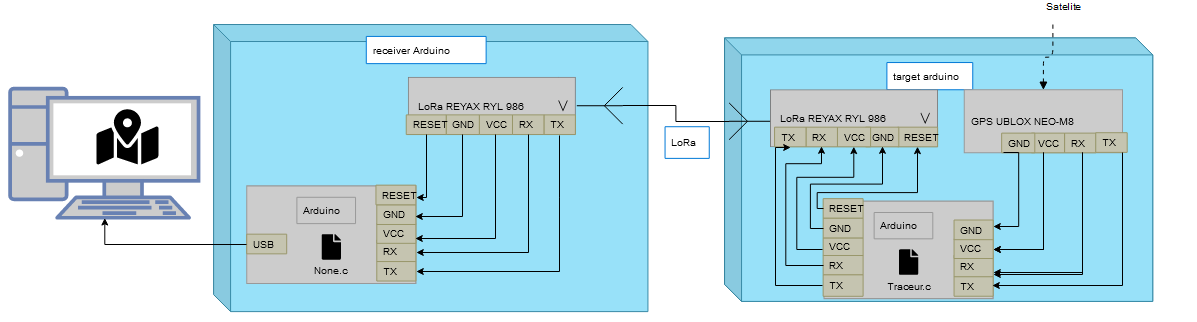 Satelite
receiver Arduino
target arduino
LoRa REYAX RYL 986 V
RESET GND VCC RX TX
LoRa
LoRa REYAX RYL 986 V
TX RX VCC GND RESET
GPS UBLOX NEO-M8
GND VCC RX TX
Arduino
None.c
USB
RESET
GND
VCC
RX
TX
RESET
GND
VCC
RX
TX
Arduino
Traceur.c
GND
VCC
RX
TX